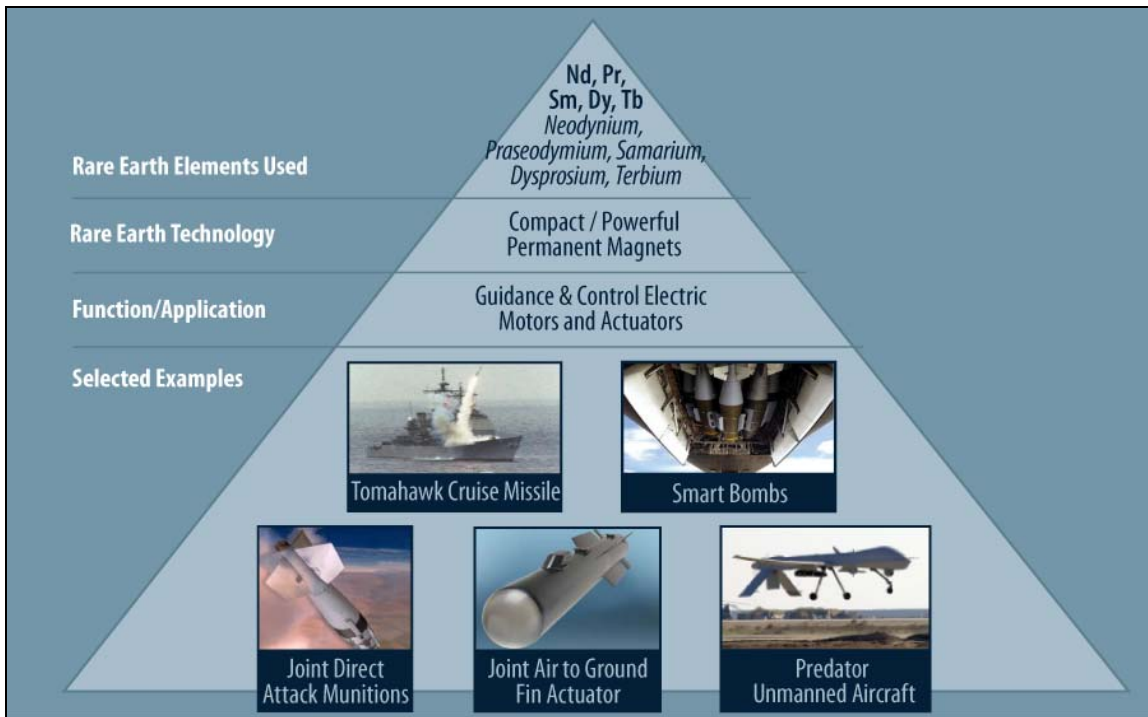 Nd, Pr,
Sm, Dy, Tb
Neodynium,
Praseodymium, Samarium,
Dysprosium, Terbium
Rare Earth Elements Used
Compact / Powerful
Permanent Magnets
Rare Earth Technology
Guidance & Control Electric
Motors and Actuators
Function/Application
Selected Examples
Tomahawk Cruise Missile
Smart Bombs
Joint Direct
Attack Munitions
Joint Air to Ground
Fin Actuator
Predator
Unmanned Aircraft